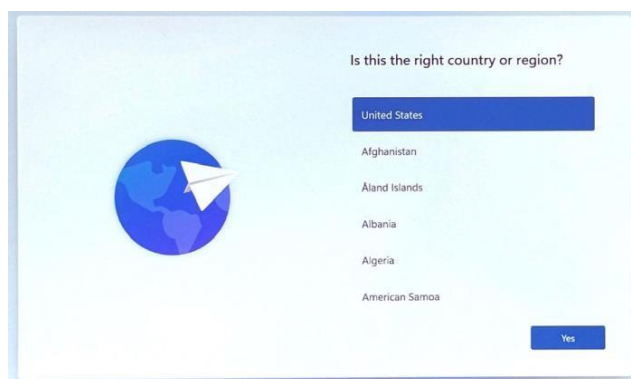 Is this the right country or region?
United States
Afghanistan
Åland Islands
Albania
Algeria
American Samoa
Yes